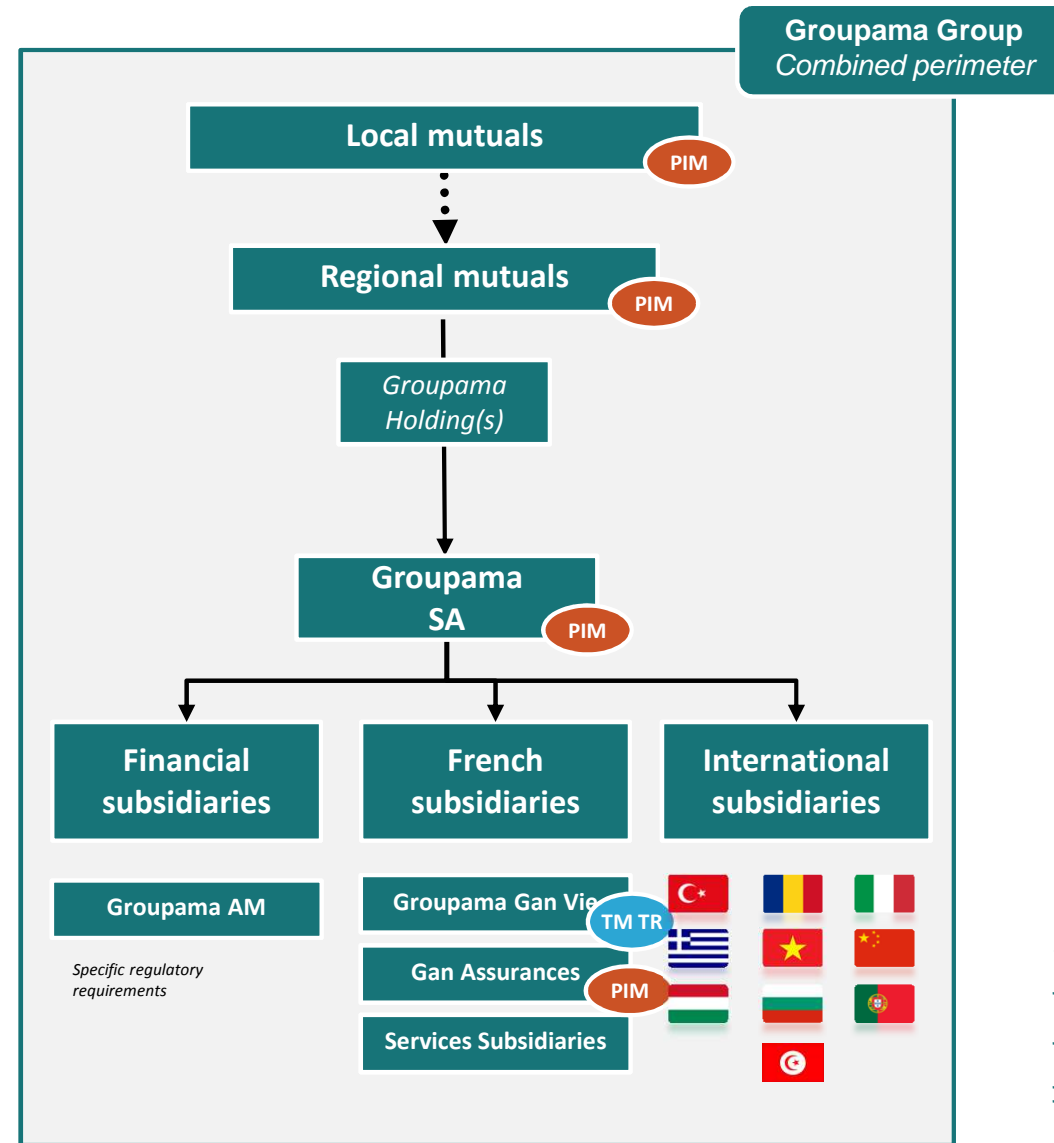 Groupama Group
Combined perimeter
Local mutuals
PIM
Regional mutuals
PIM
Groupama
Holding(s)
Groupama
SA
PIM
Financial
subsidiaries
French
subsidiaries
International
subsidiaries
Groupama AM
Specific regulatory
requirements
Groupama Gan Vie
TM TR
Gan Assurances
PIM
Services Subsidiaries